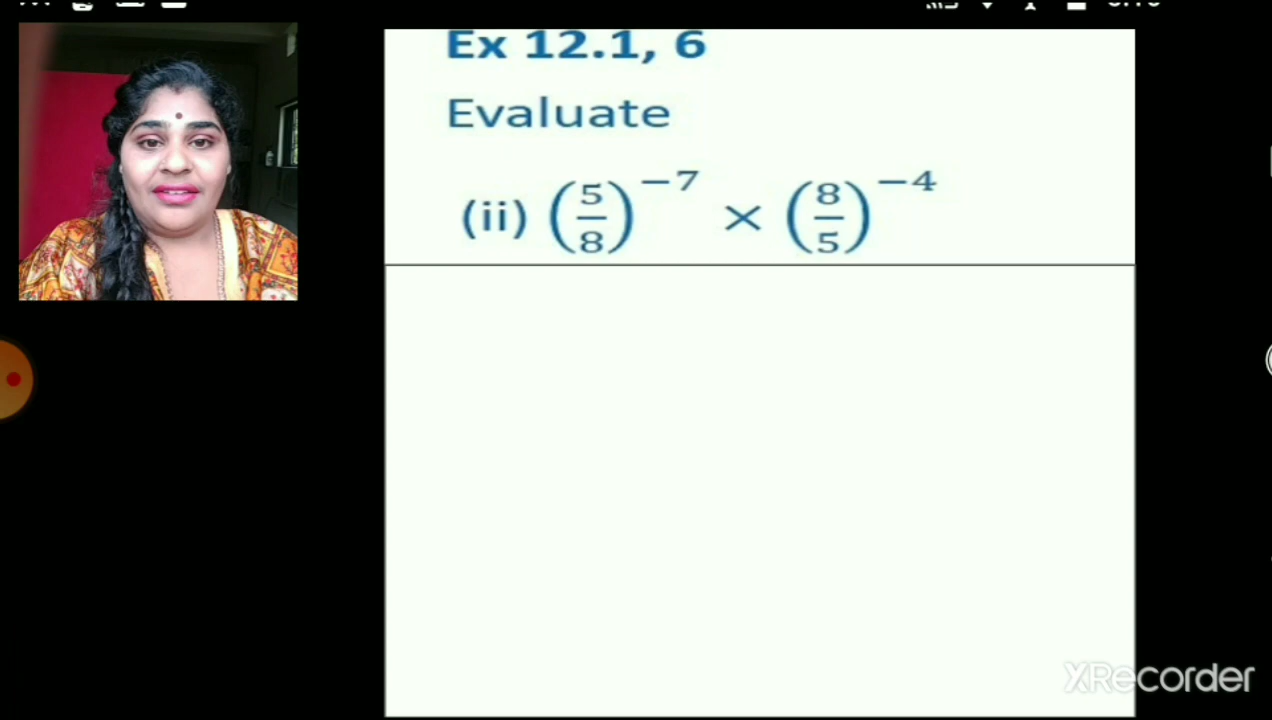 Ex 12.1, 6
Evaluate
(ii) (5/8)^−7 × (8/5)^−4
XRecorder